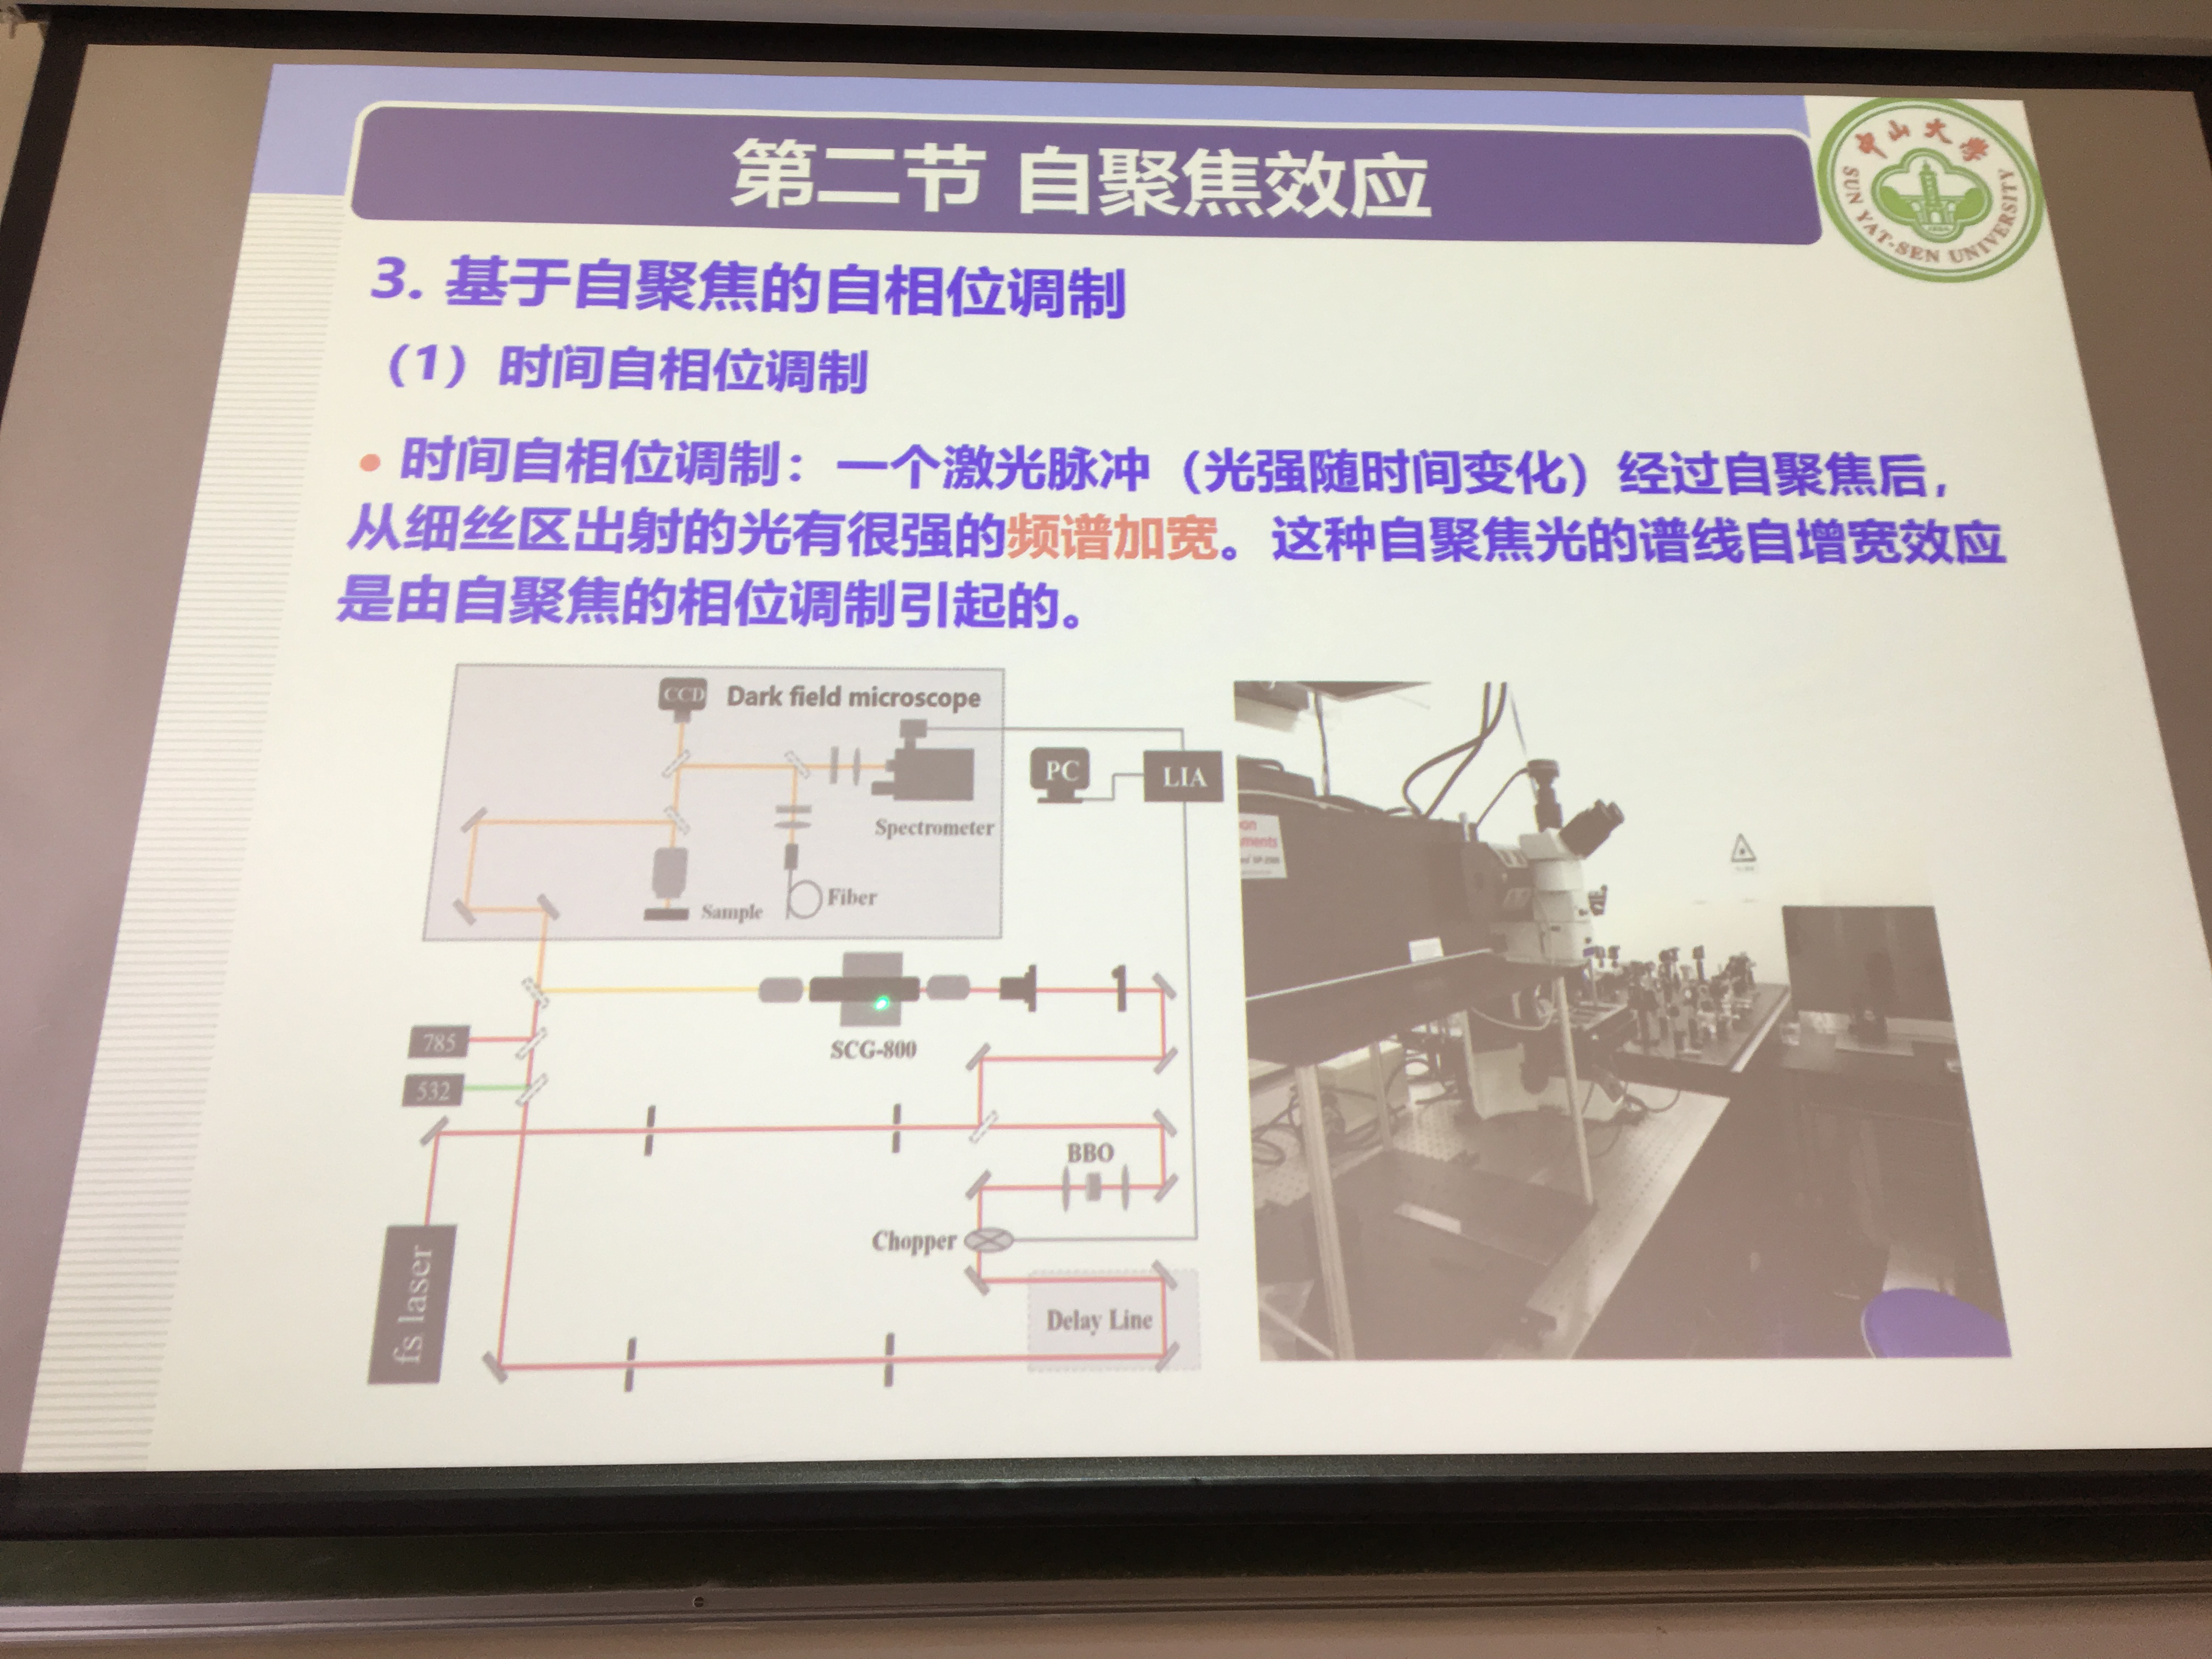 第二节 自聚焦效应
中山大学
SUN YAT-SEN UNIVERSITY
3. 基于自聚焦的自相位调制
（1）时间自相位调制
• 时间自相位调制：一个激光脉冲（光强随时间变化）经过自聚焦后，
从细丝区出射的光有很强的频谱加宽。这种自聚焦光的谱线自增宽效应
是由自聚焦的相位调制引起的。
CCD
Dark field microscope
PC
LIA
Spectrometer
Sample
Fiber
SCG-800
785
532
BBO
Chopper
fs laser
Delay Line